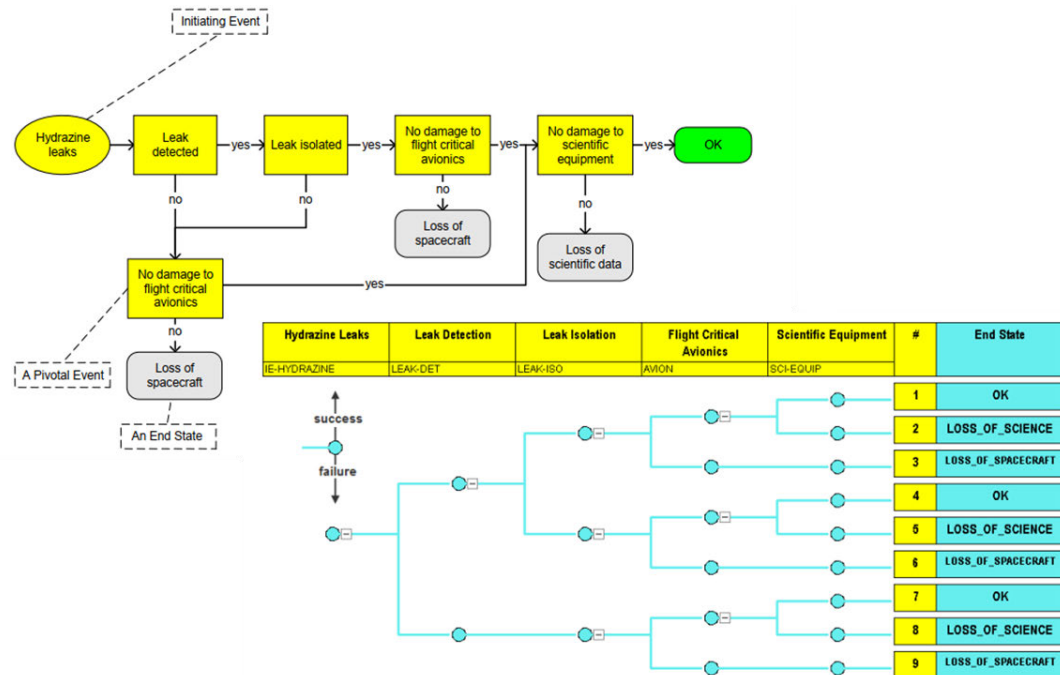 Initiating Event
Hydrazine
leaks
Leak
detected
yes
Leak isolated
yes
No damage to
flight critical
avionics
yes
No damage to
scientific
equipment
yes
OK
no
no
no
no
Loss of
spacecraft
Loss of
scientific data
No damage to
flight critical
avionics
yes
no
A Pivotal Event
Loss of
spacecraft
An End State
Hydrazine Leaks
Leak Detection
Leak Isolation
Flight Critical
Avionics
Scientific Equipment
#
End State
IE-HYDRAZINE
LEAK-DET
LEAK-ISO
AVION
SCI-EQUIP
success
failure
1
OK
2
LOSS_OF_SCIENCE
3
LOSS_OF_SPACECRAFT
4
OK
5
LOSS_OF_SCIENCE
6
LOSS_OF_SPACECRAFT
7
OK
8
LOSS_OF_SCIENCE
9
LOSS_OF_SPACECRAFT